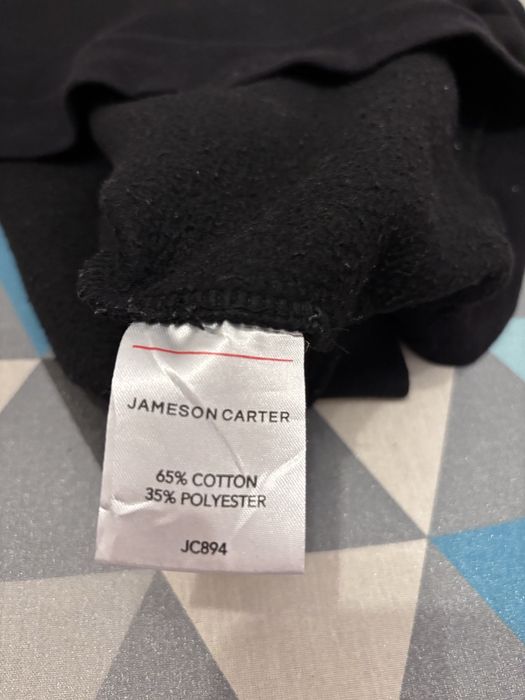 JAMESON CARTER
65% COTTON
35% POLYESTER
JC894